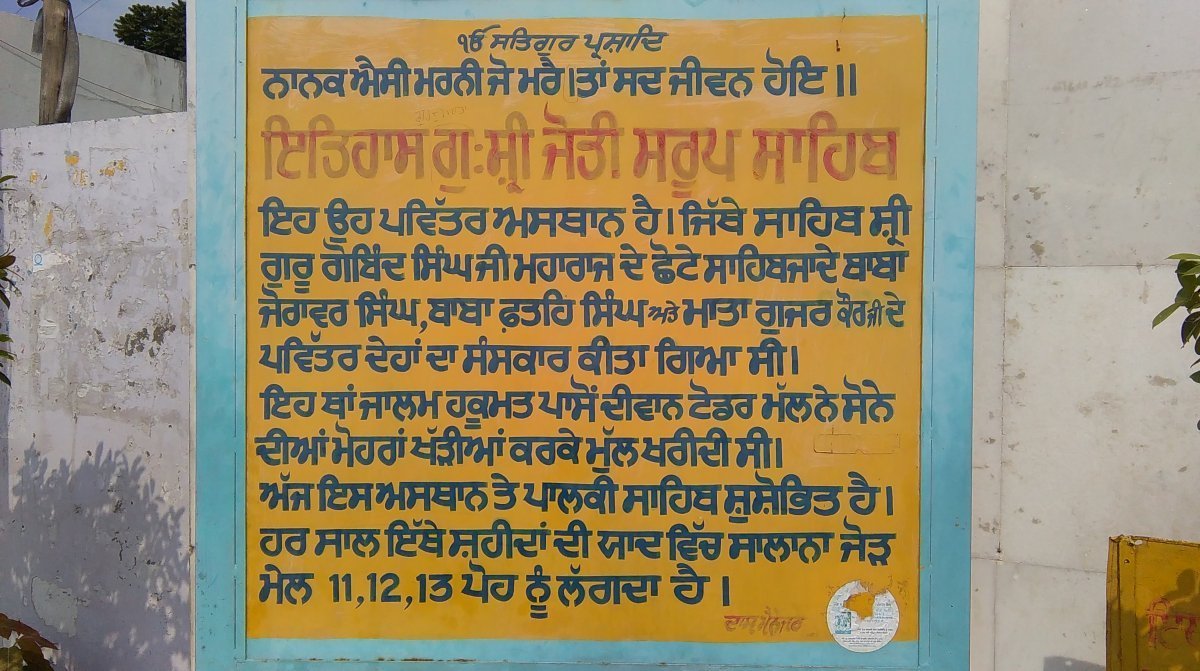 ੴ ਸਤਿਗੁਰ ਪ੍ਰਸ਼ਾਦਿ
ਨਾਨਕ ਐਸੀ ਮਰਨੀ ਜੋ ਮਰੈ।ਤਾਂ ਸਦ ਜੀਵਨ ਹੋਇ ।।
ਇਤਿਹਾਸ ਗੁ:ਸ਼੍ਰੀ ਜੋਤੀ ਸਰੂਪ ਸਾਹਿਬ
ਇਹ ਉਹ ਪਵਿੱਤਰ ਅਸਥਾਨ ਹੈ। ਜਿੱਥੇ ਸਾਹਿਬ ਸ਼੍ਰੀ
ਗੁਰੂ ਗੋਬਿੰਦ ਸਿੰਘ ਜੀ ਮਹਾਰਾਜ ਦੇ ਛੋਟੇ ਸਾਹਿਬਜਾਦੇ ਬਾਬਾ
ਜੋਰਾਵਰ ਸਿੰਘ,ਬਾਬਾ ਫ਼ਤਹਿ ਸਿੰਘ ਅਤੇ ਮਾਤਾ ਗੁਜਰ ਕੌਰ ਜੀ ਦੇ
ਪਵਿੱਤਰ ਦੇਹਾਂ ਦਾ ਸੰਸਕਾਰ ਕੀਤਾ ਗਿਆ ਸੀ।
ਇਹ ਥਾਂ ਜਾਲਮ ਹਕੂਮਤ ਪਾਸੋਂ ਦੀਵਾਨ ਟੋਡਰ ਮੱਲ ਨੇ ਸੋਨੇ
ਦੀਆਂ ਮੋਹਰਾਂ ਖੱੜੀਆਂ ਕਰਕੇ ਮੁੱਲ ਖਰੀਦੀ ਸੀ।
ਅੱਜ ਇਸ ਅਸਥਾਨ ਤੇ ਪਾਲਕੀ ਸਾਹਿਬ ਸ਼ੁਸ਼ੋਭਿਤ ਹੈ।
ਹਰ ਸਾਲ ਇੱਥੇ ਸ਼ਹੀਦਾਂ ਦੀ ਯਾਦ ਵਿੱਚ ਸਾਲਾਨਾ ਜੋੜ
ਮੇਲ 11,12,13 ਪੋਹ ਨੂੰ ਲੱਗਦਾ ਹੈ।